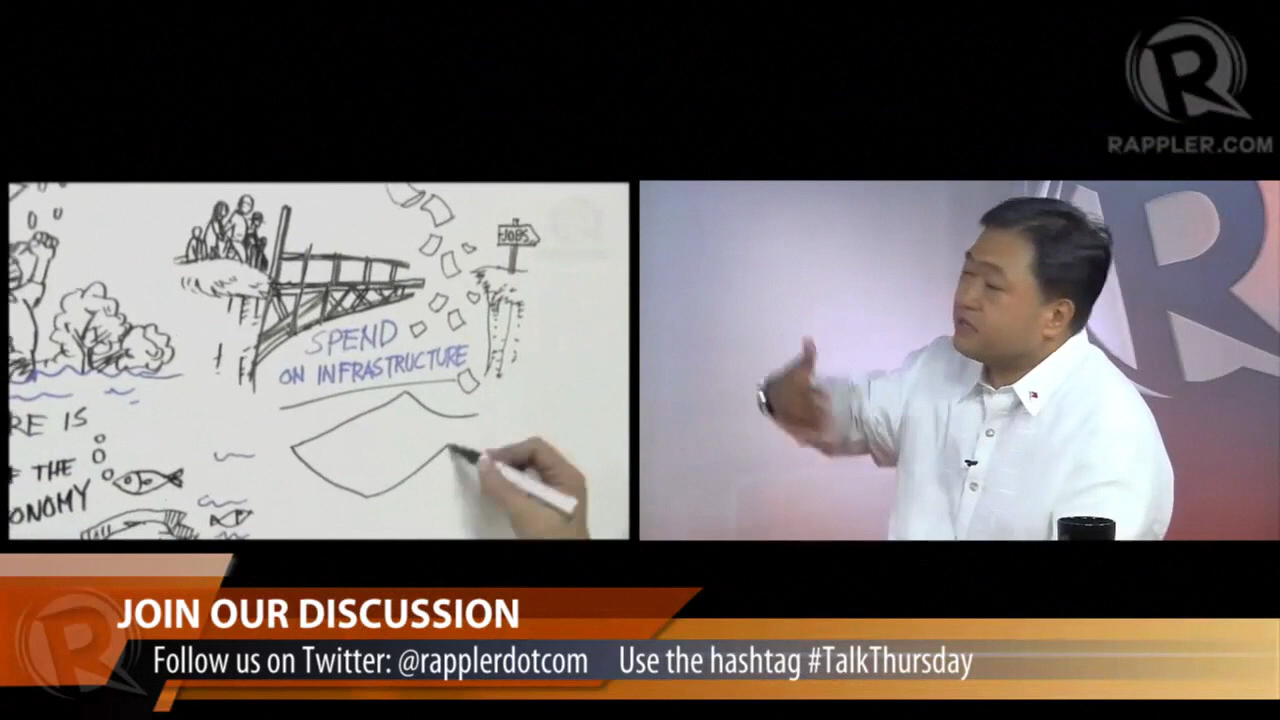 RAPPLER.COM
JOBS
SPEND
ON INFRASTRUCTURE
RE IS
F THE
ONOMY
JOIN OUR DISCUSSION
Follow us on Twitter: @rapplerdotcom Use the hashtag #TalkThursday